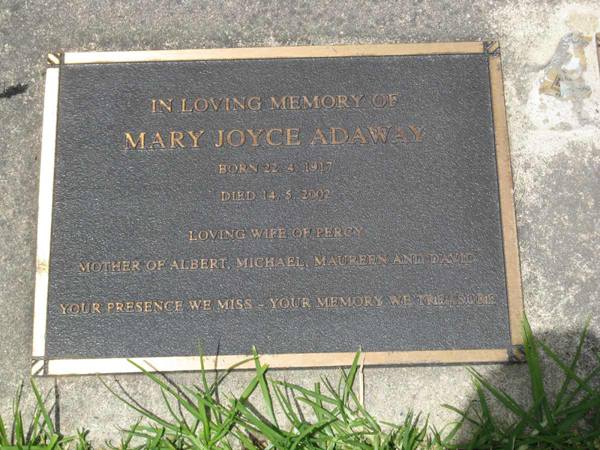 IN LOVING MEMORY OF
MARY JOYCE ADAWAY
BORN 22. 4. 1917
DIED 14. 5. 2002
LOVING WIFE OF PERCY
MOTHER OF ALBERT, MICHAEL, MAUREEN AND DAVID
YOUR PRESENCE WE MISS - YOUR MEMORY WE TREASURE